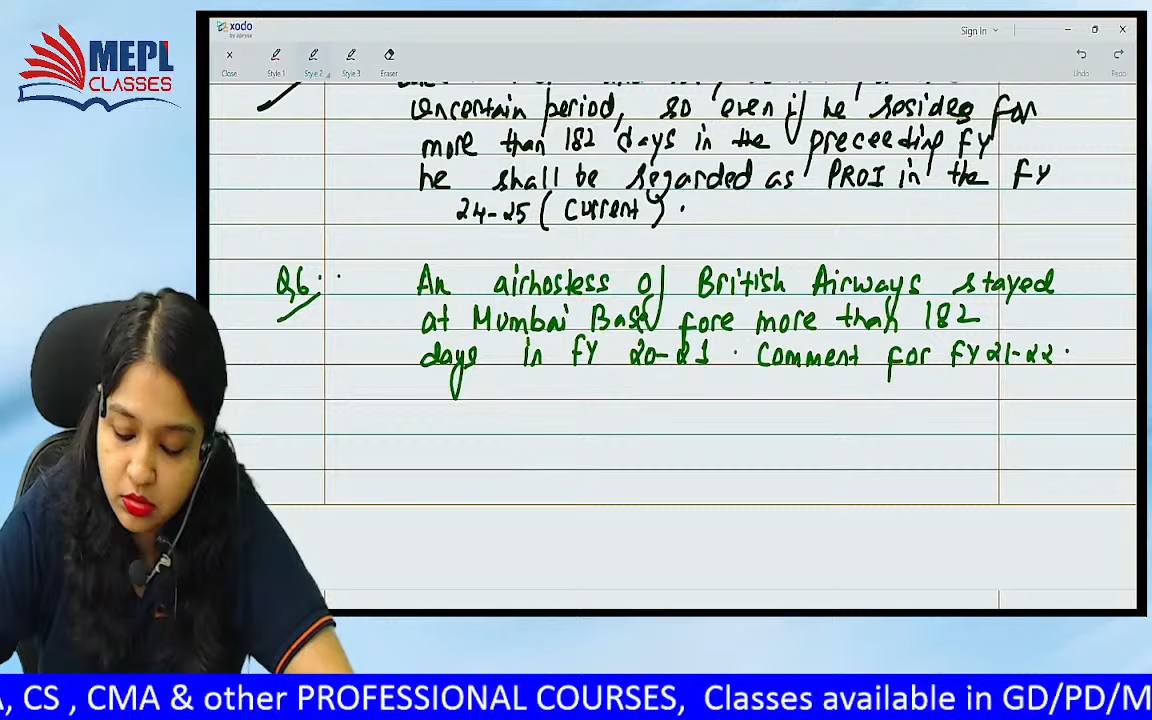 MEPL
CLASSES
xodo
by apryse
Sign In
Close
Style 1
Style 2
Style 3
Eraser
Undo
Redo
uncertain period, so even if he resides for
more than 182 days in the preceeding FY
he shall be regarded as PROI in the FY
24-25 (Current).
Q6:
An airhostess of British Airways stayed
at Mumbai Base fore more than 182
days in FY 20-21. Comment for FY 21-22.
A, CS , CMA & other PROFESSIONAL COURSES, Classes available in GD/PD/M